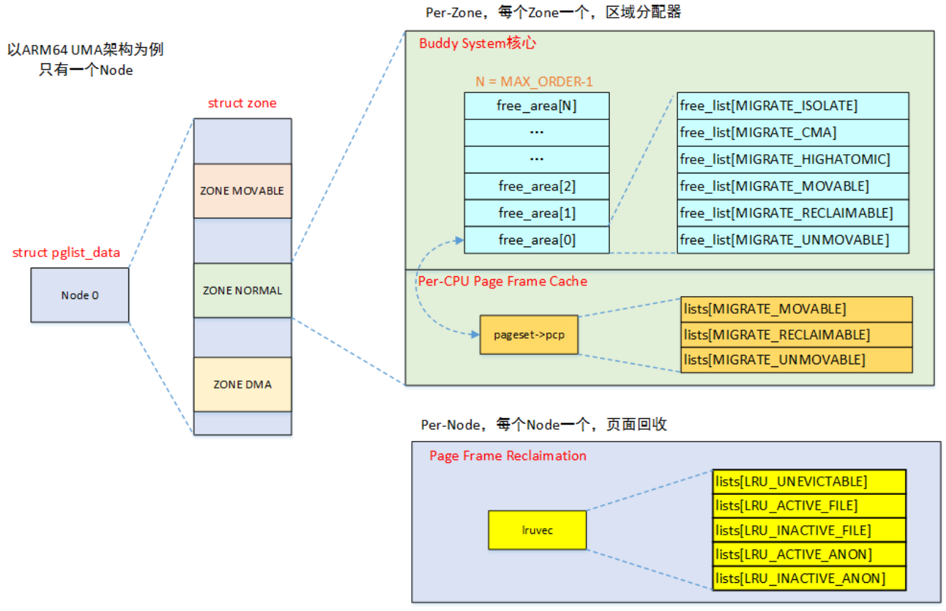 以ARM64 UMA架构为例
只有一个Node
struct pglist_data
Node 0
struct zone
ZONE MOVABLE
ZONE NORMAL
ZONE DMA
Per-Zone，每个Zone一个，区域分配器
Buddy System核心
N = MAX_ORDER-1
free_area[N]
...
...
free_area[2]
free_area[1]
free_area[0]
free_list[MIGRATE_ISOLATE]
free_list[MIGRATE_CMA]
free_list[MIGRATE_HIGHATOMIC]
free_list[MIGRATE_MOVABLE]
free_list[MIGRATE_RECLAIMABLE]
free_list[MIGRATE_UNMOVABLE]
Per-CPU Page Frame Cache
pageset->pcp
lists[MIGRATE_MOVABLE]
lists[MIGRATE_RECLAIMABLE]
lists[MIGRATE_UNMOVABLE]
Per-Node，每个Node一个，页面回收
Page Frame Reclaimation
lruvec
lists[LRU_UNEVICTABLE]
lists[LRU_ACTIVE_FILE]
lists[LRU_INACTIVE_FILE]
lists[LRU_ACTIVE_ANON]
lists[LRU_INACTIVE_ANON]